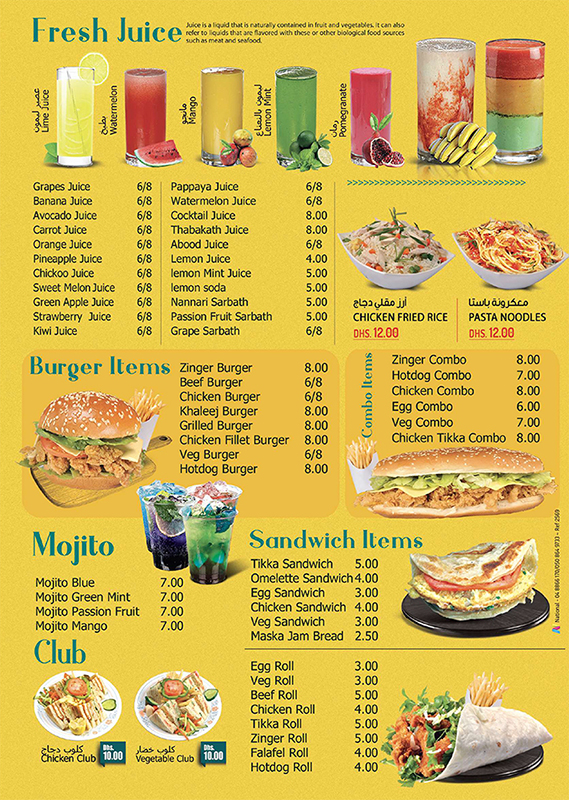 Fresh Juice
Juice is a liquid that is naturally contained in fruit and vegetables. It can also
refer to liquids that are flavored with these or other biological food sources
such as meat and seafood.
عصير ليمون
Lime Juice
بطيخ
Watermelon
مانجو
Mango
ليمون بالنعناع
Lemon Mint
رمان
Pomegranate
Grapes Juice 6/8
Banana Juice 6/8
Avocado Juice 6/8
Carrot Juice 6/8
Orange Juice 6/8
Pineapple Juice 6/8
Chickoo Juice 6/8
Sweet Melon Juice 6/8
Green Apple Juice 6/8
Strawberry Juice 6/8
Kiwi Juice 6/8
Pappaya Juice 6/8
Watermelon Juice 6/8
Cocktail Juice 8.00
Thabakath Juice 8.00
Abood Juice 6/8
Lemon Juice 4.00
lemon Mint Juice 5.00
lemon soda 5.00
Nannari Sarbath 5.00
Passion Fruit Sarbath 5.00
Grape Sarbath 6/8
أرز مقلي دجاج
CHICKEN FRIED RICE
DHS. 12.00
معكرونة باستا
PASTA NOODLES
DHS. 12.00
Burger Items
Zinger Burger 8.00
Beef Burger 6/8
Chicken Burger 6/8
Khaleej Burger 8.00
Grilled Burger 8.00
Chicken Fillet Burger 8.00
Veg Burger 6/8
Hotdog Burger 8.00
Combo Items
Zinger Combo 8.00
Hotdog Combo 7.00
Chicken Combo 8.00
Egg Combo 6.00
Veg Combo 7.00
Chicken Tikka Combo 8.00
Mojito
Mojito Blue 7.00
Mojito Green Mint 7.00
Mojito Passion Fruit 7.00
Mojito Mango 7.00
Sandwich Items
Tikka Sandwich 5.00
Omelette Sandwich 4.00
Egg Sandwich 3.00
Chicken Sandwich 4.00
Veg Sandwich 3.00
Maska Jam Bread 2.50
Club
كلوب دجاج
Chicken Club
Dhs.
10.00
كلوب خضار
Vegetable Club
Dhs.
10.00
Egg Roll 3.00
Veg Roll 3.00
Beef Roll 5.00
Chicken Roll 4.00
Tikka Roll 5.00
Zinger Roll 5.00
Falafel Roll 4.00
Hotdog Roll 4.00